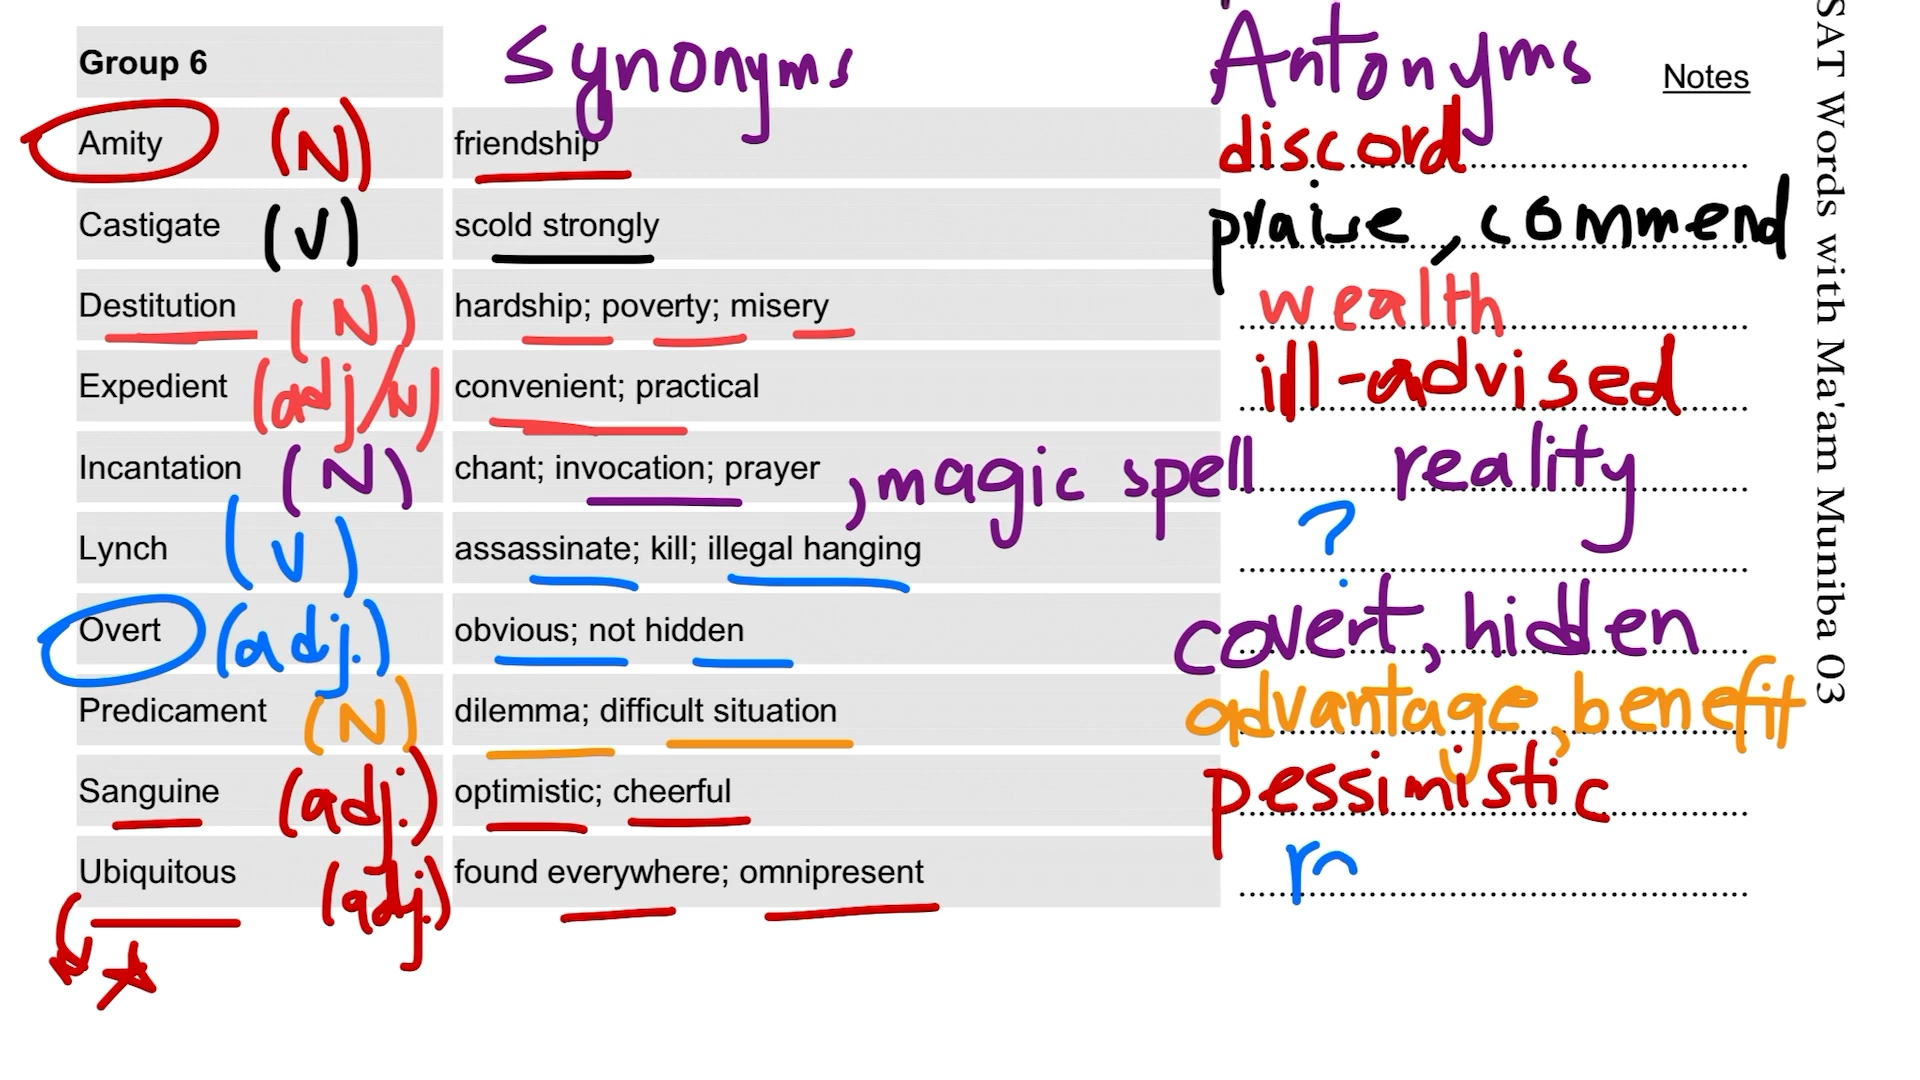 Group 6 Synonyms Antonyms Notes
Amity (N) friendship discord
Castigate (V) scold strongly praise, commend
Destitution (N) hardship; poverty; misery wealth
Expedient (adj/N) convenient; practical ill-advised
Incantation (N) chant; invocation; prayer , magic spell reality
Lynch (V) assassinate; kill; illegal hanging ?
Overt (adj.) obvious; not hidden covert, hidden
Predicament (N) dilemma; difficult situation advantage, benefit
Sanguine (adj.) optimistic; cheerful pessimistic
Ubiquitous (adj.) found everywhere; omnipresent
SAT Words with Ma'am Muniba 03